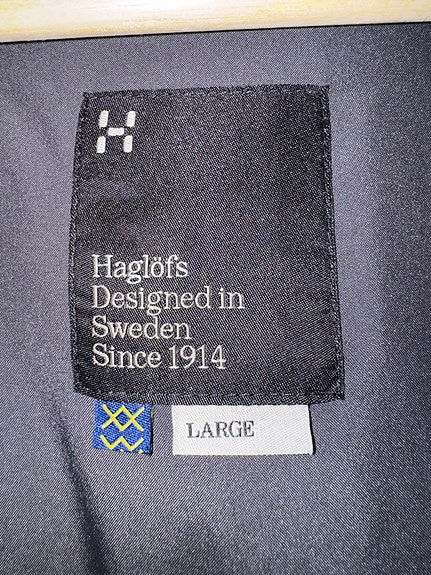 H
Haglöfs
Designed in
Sweden
Since 1914
LARGE